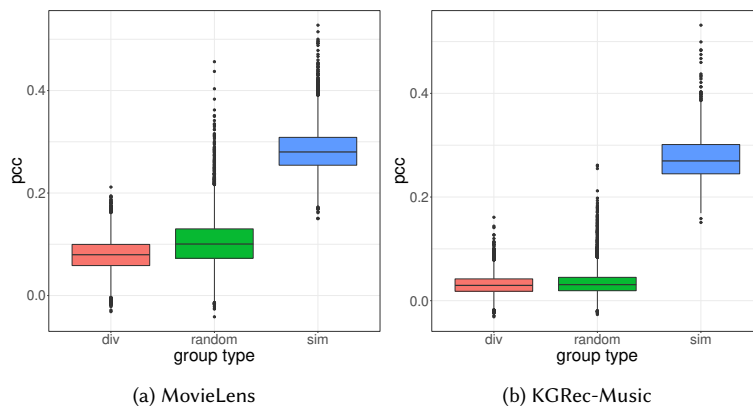 0.4
0.2
0.0
pcc
div random sim
group type
(a) MovieLens
0.4
0.2
0.0
pcc
div random sim
group type
(b) KGRec-Music